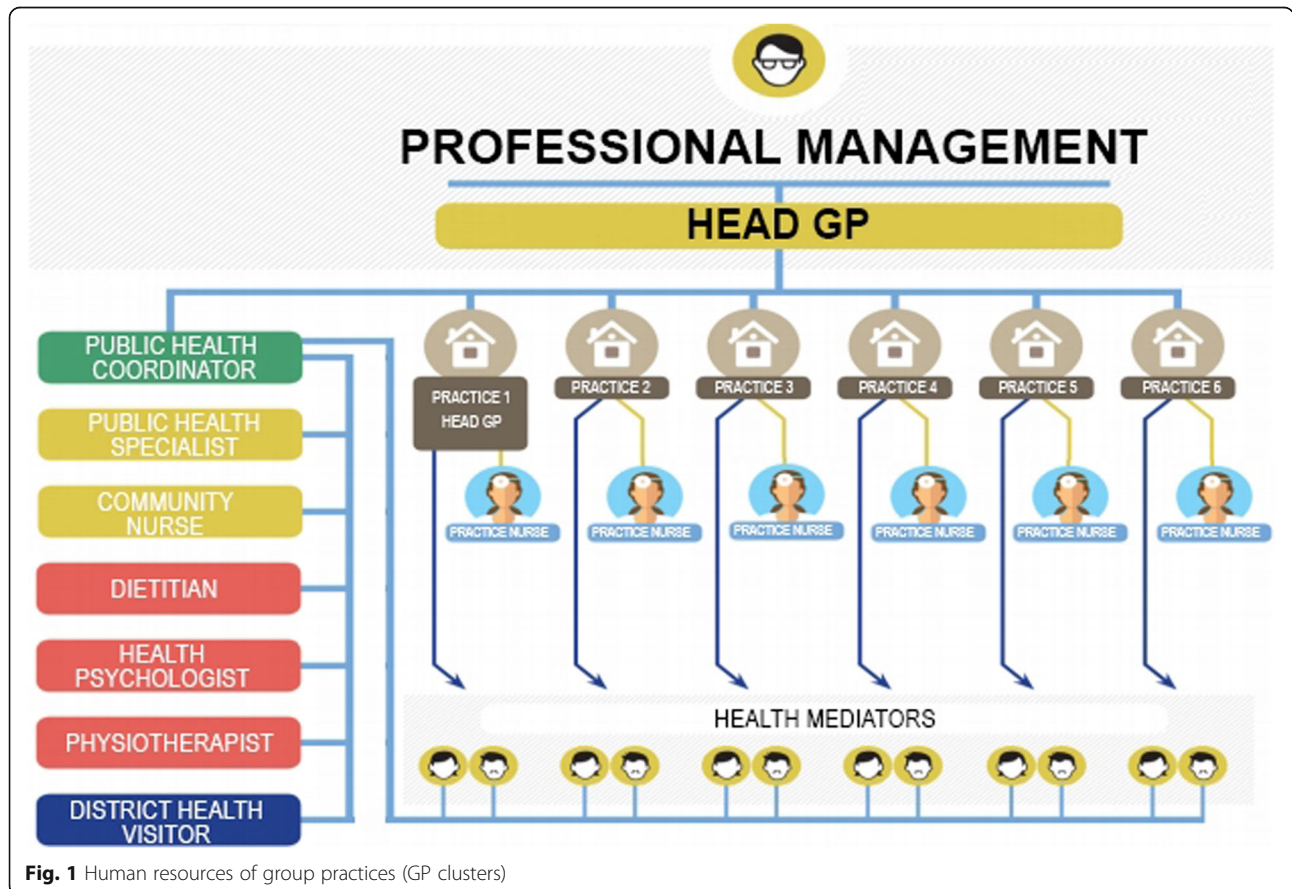 PROFESSIONAL MANAGEMENT
HEAD GP
PUBLIC HEALTH
COORDINATOR
PUBLIC HEALTH
SPECIALIST
COMMUNITY
NURSE
DIETITIAN
HEALTH
PSYCHOLOGIST
PHYSIOTHERAPIST
DISTRICT HEALTH
VISITOR
PRACTICE 1
HEAD GP
PRACTICE 2
PRACTICE 3
PRACTICE 4
PRACTICE 5
PRACTICE 6
PRACTICE NURSE
PRACTICE NURSE
PRACTICE NURSE
PRACTICE NURSE
PRACTICE NURSE
PRACTICE NURSE
HEALTH MEDIATORS
Fig. 1 Human resources of group practices (GP clusters)